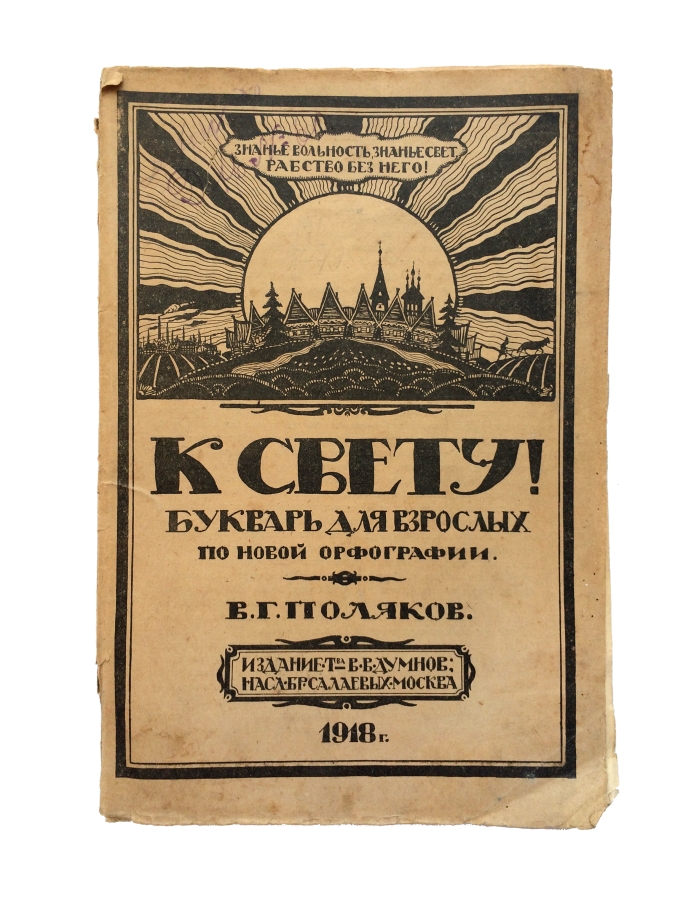 ЗНАНЬЕ ВОЛЬНОСТЬ, ЗНАНЬЕ СВЕТ,
РАБСТВО БЕЗ НЕГО!
К СВЕТУ!
БУКВАРЬ ДЛЯ ВЗРОСЛЫХ
ПО НОВОЙ ОРФОГРАФИИ.
В. Г. ПОЛЯКОВ.
ИЗДАНИЕ·Т‌ва В·В·ДУМНОВ;
НАСЛ·БР·САЛАЕВЫХ·МОСКВА
1918 г.